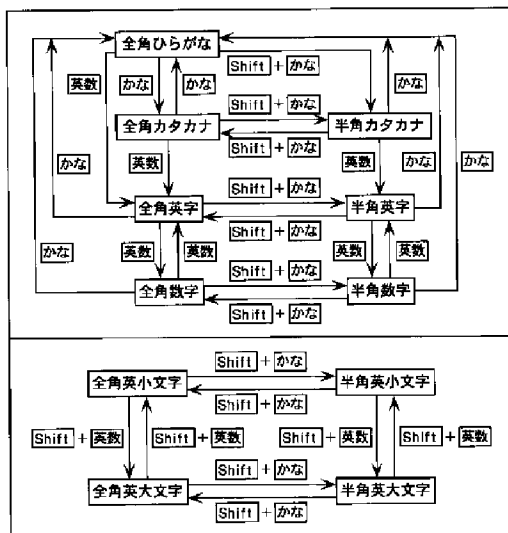 全角ひらがな
Shift + かな
英数 かな かな かな
Shift + かな
全角カタカナ 半角カタカナ
Shift + かな
かな 英数 英数 かな かな
Shift + かな
全角英字 半角英字
Shift + かな
英数 英数 英数 英数
かな Shift + かな
全角数字 半角数字
Shift + かな
Shift + かな
全角英小文字 半角英小文字
Shift + かな
Shift + 英数 Shift + 英数 Shift + 英数 Shift + 英数
Shift + かな
全角英大文字 半角英大文字
Shift + かな